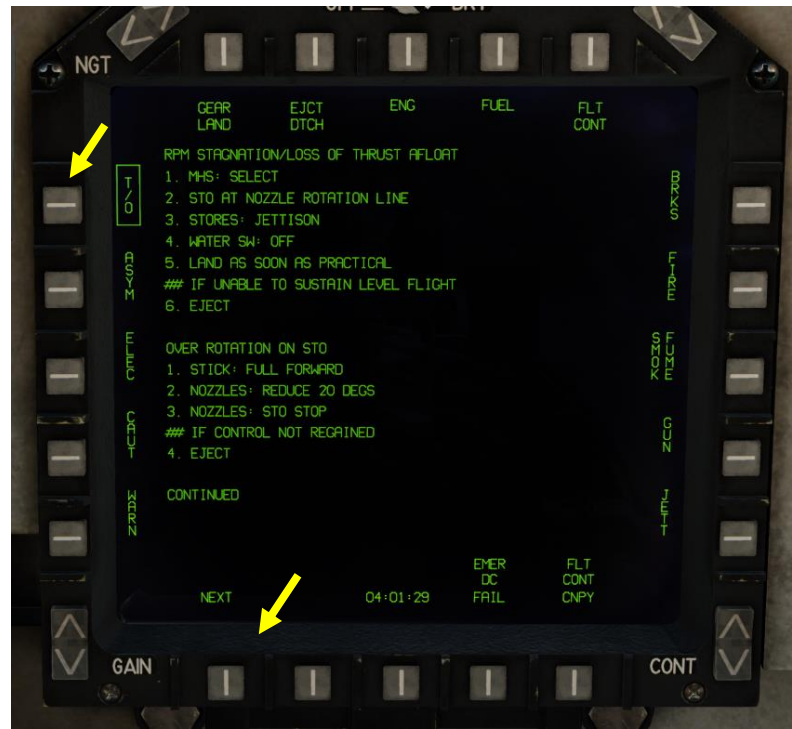 NGT
GEAR LAND
EJCT DTCH
ENG
FUEL
FLT CONT
T/O
ASYM
ELEC
CAUT
WARN
RPM STAGNATION/LOSS OF THRUST AFLOAT
1. MHS: SELECT
2. STO AT NOZZLE ROTATION LINE
3. STORES: JETTISON
4. WATER SW: OFF
5. LAND AS SOON AS PRACTICAL
## IF UNABLE TO SUSTAIN LEVEL FLIGHT
6. EJECT
OVER ROTATION ON STO
1. STICK: FULL FORWARD
2. NOZZLES: REDUCE 20 DEGS
3. NOZZLES: STO STOP
## IF CONTROL NOT REGAINED
4. EJECT
CONTINUED
BRKS
FIRE
SMOK FUME
GUN
JETT
NEXT
04:01:29
EMER DC FAIL
FLT CONT CNPY
GAIN
CONT